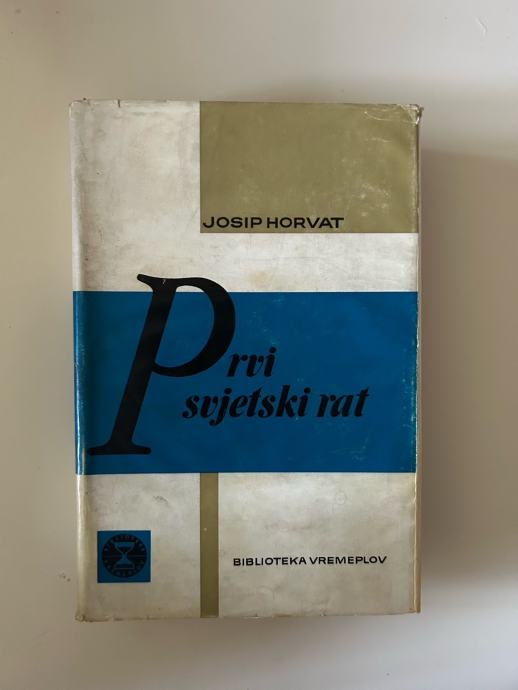 JOSIP HORVAT
Prvi
svjetski rat
BIBLIOTEKA VREMEPLOV